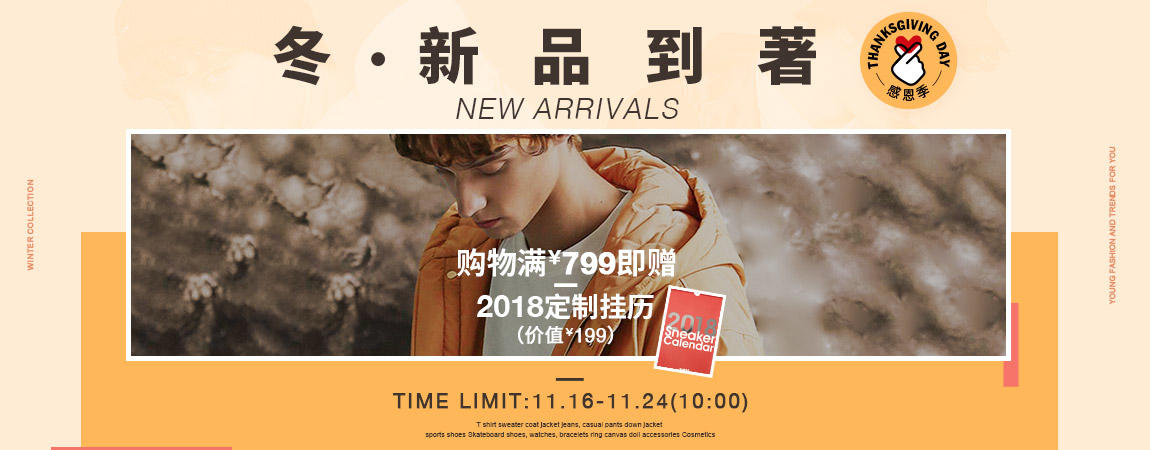 冬·新品到著
NEW ARRIVALS
THANKSGIVING DAY
感恩季
WINTER COLLECTION
YOUNG FASHION AND TRENDS FOR YOU
购物满¥799即赠
2018定制挂历
(价值¥199)
2018
Sneaker
Calendar
TIME LIMIT:11.16-11.24(10:00)
T shirt sweater coat jacket jeans, casual pants down jacket
sports shoes Skateboard shoes, watches, bracelets ring canvas doll accessories Cosmetics